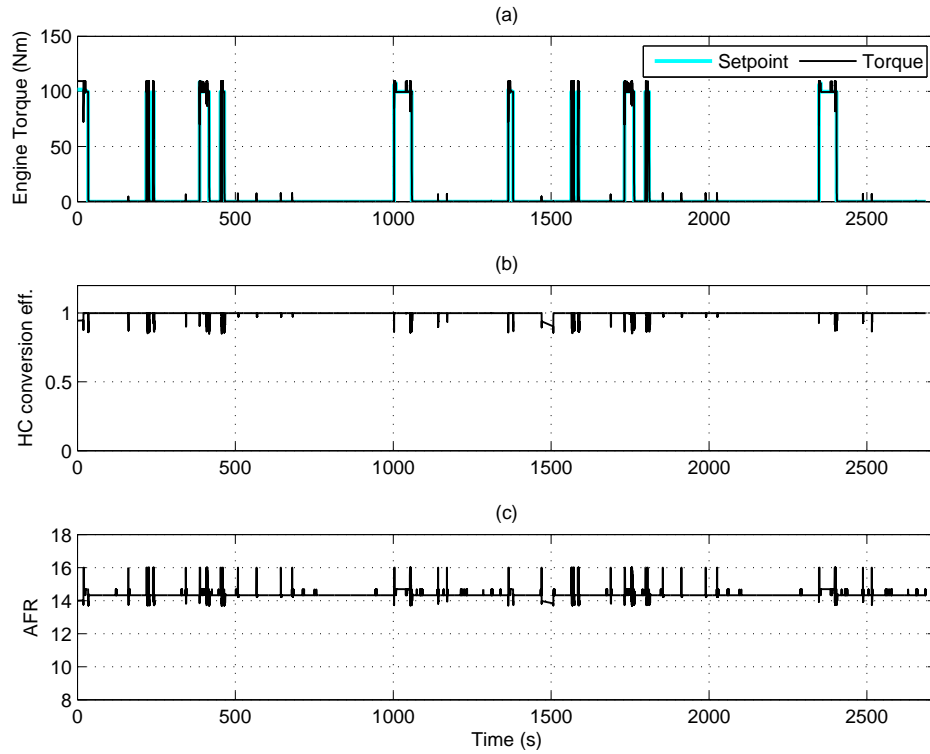 (a)
Engine Torque (Nm)
150
100
50
0
Setpoint
Torque
0 500 1000 1500 2000 2500
(b)
HC conversion eff.
1
0.5
0
0 500 1000 1500 2000 2500
(c)
AFR
18
16
14
12
10
8
0 500 1000 1500 2000 2500
Time (s)